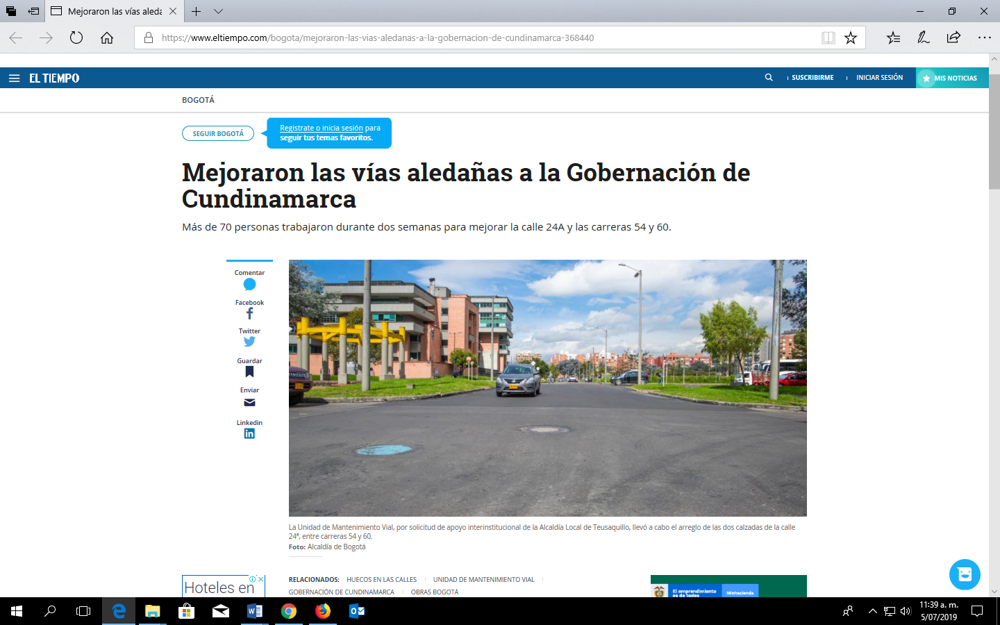 Mejoraron las vías aleda
https://www.eltiempo.com/bogota/mejoraron-las-vias-aledanas-a-la-gobernacion-de-cundinamarca-368440
EL TIEMPO
SUSCRIBIRME
INICIAR SESIÓN
MIS NOTICIAS
BOGOTÁ
SEGUIR BOGOTÁ
Registrate o inicia sesión para
seguir tus temas favoritos.
Mejoraron las vías aledañas a la Gobernación de
Cundinamarca
Más de 70 personas trabajaron durante dos semanas para mejorar la calle 24A y las carreras 54 y 60.
Comentar
Facebook
Twitter
Guardar
Enviar
Linkedin
La Unidad de Mantenimiento Vial, por solicitud de apoyo interinstitucional de la Alcaldía Local de Teusaquillo, llevó a cabo el arreglo de las dos calzadas de la calle
24ª, entre carreras 54 y 60.
Foto: Alcaldía de Bogotá
Hoteles en
RELACIONADOS: HUECOS EN LAS CALLES UNIDAD DE MANTENIMIENTO VIAL
GOBERNACIÓN DE CUNDINAMARCA OBRAS BOGOTÁ
El emprendimiento
es de todos
Minhacienda
11:39 a. m.
5/07/2019